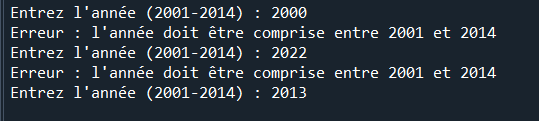 Entrez l'année (2001-2014) : 2000
Erreur : l'année doit être comprise entre 2001 et 2014
Entrez l'année (2001-2014) : 2022
Erreur : l'année doit être comprise entre 2001 et 2014
Entrez l'année (2001-2014) : 2013